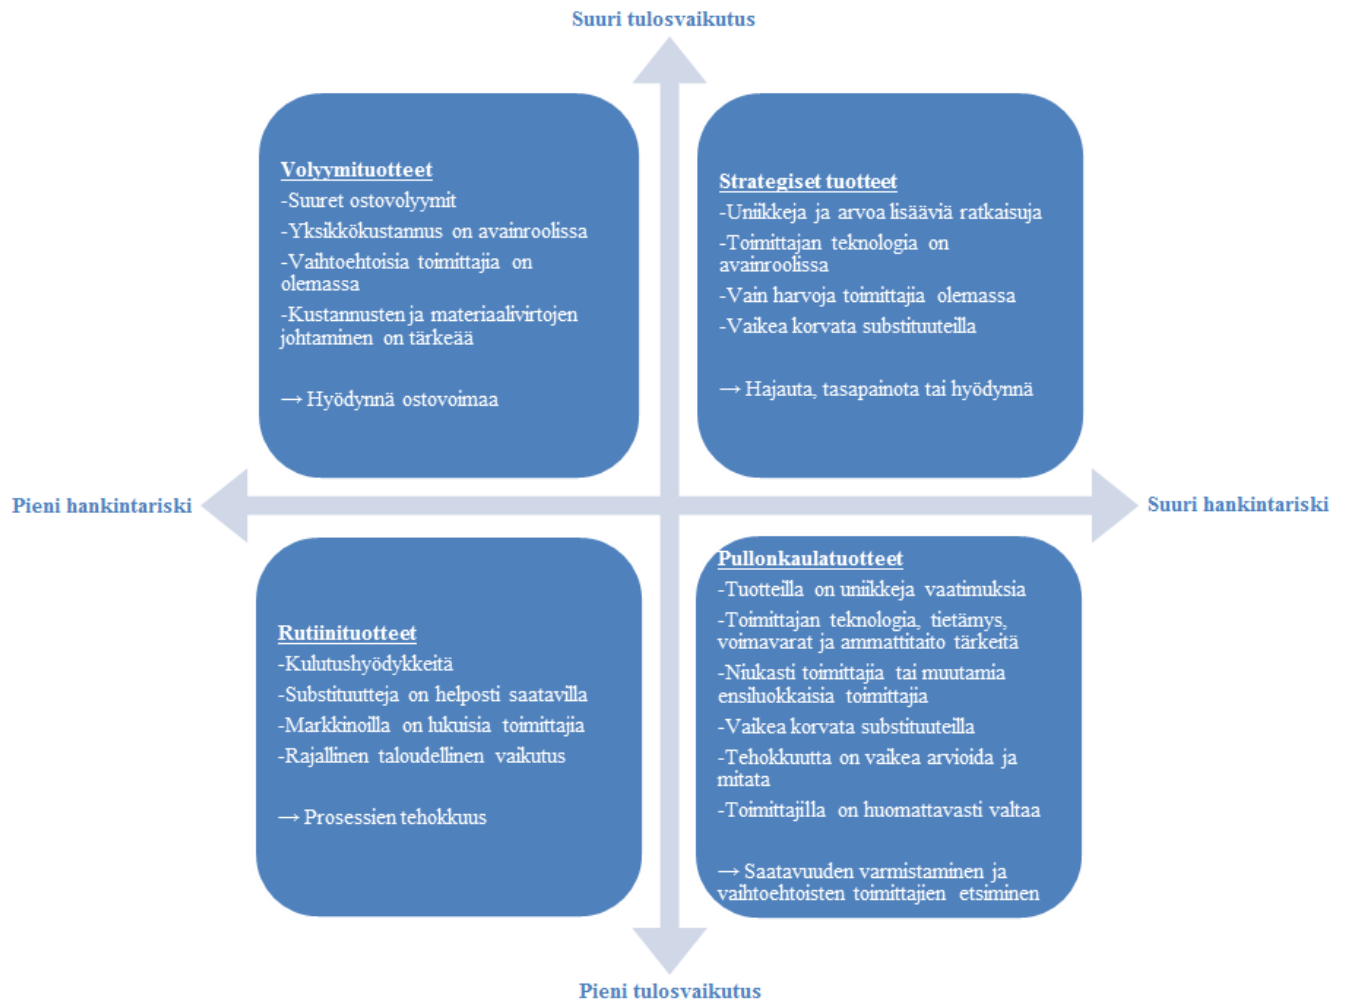 Suuri tulosvaikutus
Volyymituotteet
-Suuret ostovolyymit
-Yksikkökustannus on avainroolissa
-Vaihtoehtoisia toimittajia on
olemassa
-Kustannusten ja materiaalivirtojen
johtaminen on tärkeää
→ Hyödynnä ostovoimaa
Strategiset tuotteet
-Uniikkeja ja arvoa lisääviä ratkaisuja
-Toimittajan teknologia on
avainroolissa
-Vain harvoja toimittajia olemassa
-Vaikea korvata substituuteilla
→ Hajauta, tasapainota tai hyödynnä
Pieni hankintariski
Suuri hankintariski
Rutiinituotteet
-Kulutushyödykkeitä
-Substituutteja on helposti saatavilla
-Markkinoilla on lukuisia toimittajia
-Rajallinen taloudellinen vaikutus
→ Prosessien tehokkuus
Pullonkaulatuotteet
-Tuotteilla on uniikkeja vaatimuksia
-Toimittajan teknologia, tietämys,
voimavarat ja ammattitaito tärkeitä
-Niukasti toimittajia tai muutamia
ensiluokkaisia toimittajia
-Vaikea korvata substituuteilla
-Tehokkuutta on vaikea arvioida ja
mitata
-Toimittajilla on huomattavasti valtaa
→ Saatavuuden varmistaminen ja
vaihtoehtoisten toimittajien etsiminen
Pieni tulosvaikutus